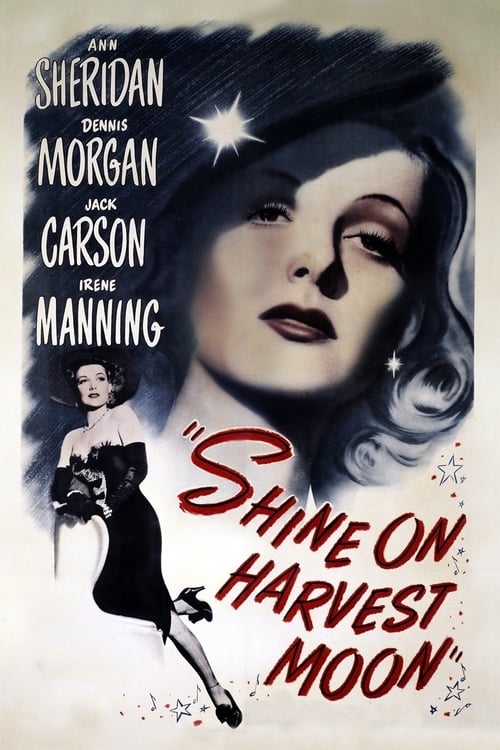 ANN
SHERIDAN
DENNIS
MORGAN
JACK
CARSON
IRENE
MANNING
"SHINE ON
HARVEST
MOON"